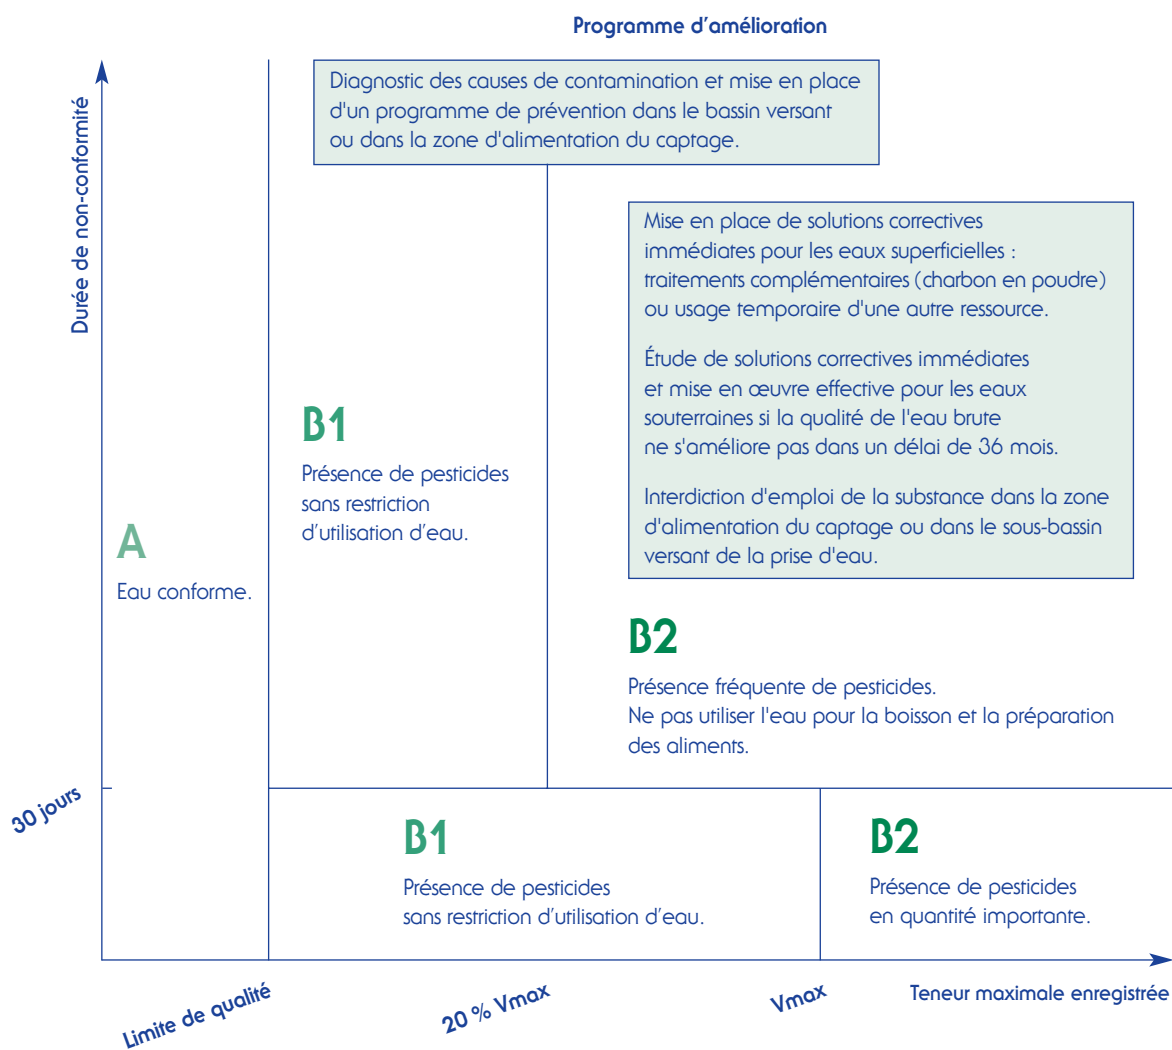 Programme d’amélioration
Durée de non-conformité
Diagnostic des causes de contamination et mise en place
d'un programme de prévention dans le bassin versant
ou dans la zone d'alimentation du captage.
Mise en place de solutions correctives
immédiates pour les eaux superficielles :
traitements complémentaires (charbon en poudre)
ou usage temporaire d'une autre ressource.
Étude de solutions correctives immédiates
et mise en œuvre effective pour les eaux
souterraines si la qualité de l'eau brute
ne s'améliore pas dans un délai de 36 mois.
Interdiction d'emploi de la substance dans la zone
d'alimentation du captage ou dans le sous-bassin
versant de la prise d'eau.
B1
Présence de pesticides
sans restriction
d’utilisation d’eau.
A
Eau conforme.
B2
Présence fréquente de pesticides.
Ne pas utiliser l'eau pour la boisson et la préparation
des aliments.
30 jours
B1
Présence de pesticides
sans restriction d’utilisation d’eau.
B2
Présence de pesticides
en quantité importante.
Limite de qualité
20 % Vmax
Vmax
Teneur maximale enregistrée